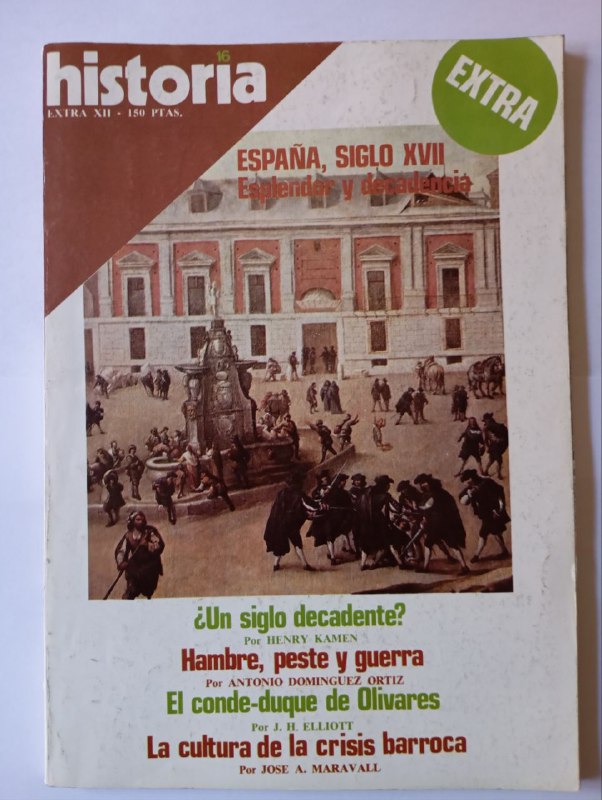 historia
16
EXTRA XII - 150 PTAS.
EXTRA
ESPAÑA, SIGLO XVII
Esplendor y decadencia
¿Un siglo decadente?
Por HENRY KAMEN
Hambre, peste y guerra
Por ANTONIO DOMINGUEZ ORTIZ
El conde-duque de Olivares
Por J. H. ELLIOTT
La cultura de la crisis barroca
Por JOSE A. MARAVALL